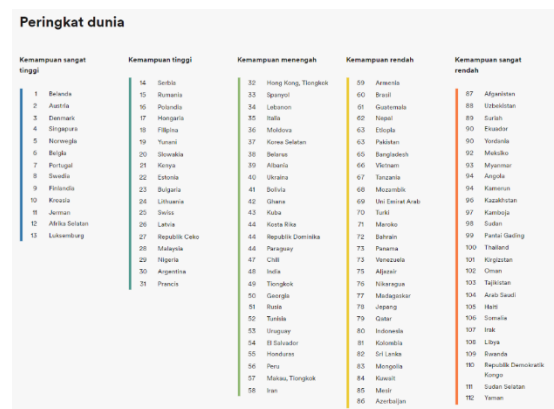 Peringkat dunia
Kemampuan sangat
tinggi
1 Belanda
2 Austria
3 Denmark
4 Singapura
5 Norwegia
6 Belgia
7 Portugal
8 Swedia
9 Finlandia
10 Kroasia
11 Jerman
12 Afrika Selatan
13 Luksemburg
Kemampuan tinggi
14 Serbia
15 Rumania
16 Polandia
17 Hongaria
18 Filipina
19 Yunani
20 Slowakia
21 Kenya
22 Estonia
23 Bulgaria
24 Lithuania
25 Swiss
26 Latvia
27 Republik Ceko
28 Malaysia
29 Nigeria
30 Argentina
31 Prancis
Kemampuan menengah
32 Hong Kong, Tiongkok
33 Spanyol
34 Lebanon
35 Italia
36 Moldova
37 Korea Selatan
38 Belarus
39 Albania
40 Ukraina
41 Bolivia
42 Ghana
43 Kuba
44 Kosta Rika
44 Republik Dominika
44 Paraguay
47 Chili
48 India
49 Tiongkok
50 Georgia
51 Rusia
52 Tunisia
53 Uruguay
54 El Salvador
55 Honduras
56 Peru
57 Makau, Tiongkok
58 Iran
Kemampuan rendah
59 Armenia
60 Brasil
61 Guatemala
62 Nepal
63 Etiopia
63 Pakistan
65 Bangladesh
66 Vietnam
67 Tanzania
68 Mozambik
69 Uni Emirat Arab
70 Turki
71 Maroko
72 Bahrain
73 Panama
73 Venezuela
75 Aljazair
76 Nikaragua
77 Madagaskar
78 Jepang
79 Qatar
80 Indonesia
81 Kolombia
82 Sri Lanka
83 Mongolia
84 Kuwait
85 Mesir
86 Azerbaijan
Kemampuan sangat
rendah
87 Afganistan
88 Uzbekistan
89 Suriah
90 Ekuador
90 Yordania
92 Meksiko
93 Myanmar
94 Angola
94 Kamerun
96 Kazakhstan
97 Kamboja
98 Sudan
99 Pantai Gading
100 Thailand
101 Kirgizstan
102 Oman
103 Tajikistan
104 Arab Saudi
105 Haiti
106 Somalia
107 Irak
108 Libya
109 Rwanda
110 Republik Demokratik
Kongo
111 Sudan Selatan
112 Yaman